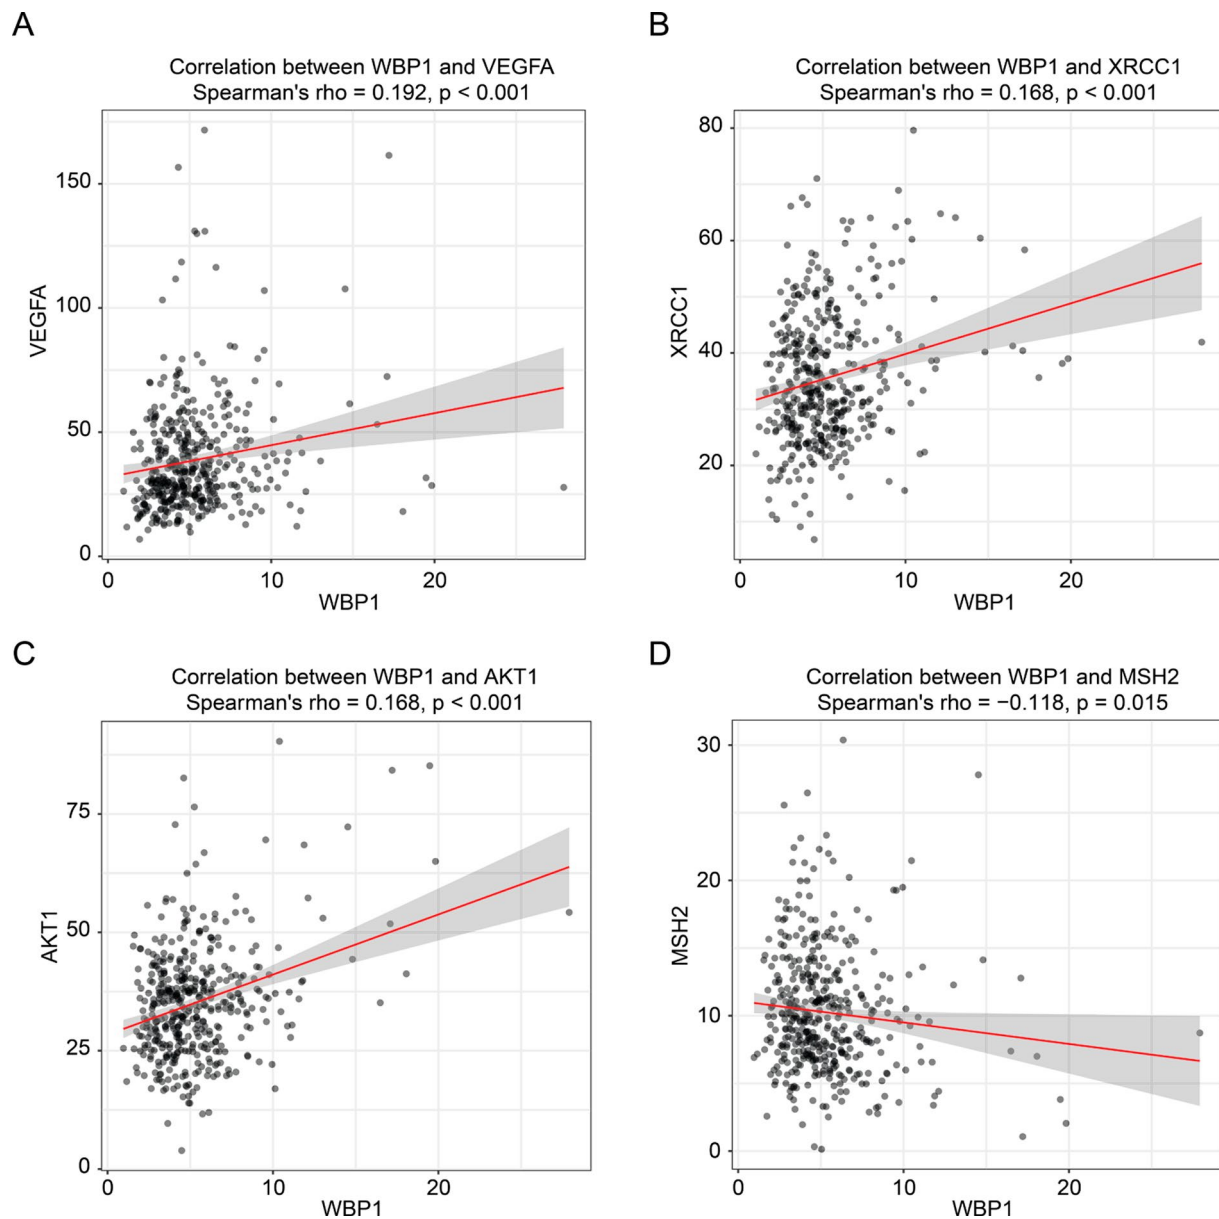 A
Correlation between WBP1 and VEGFA
Spearman's rho = 0.192, p < 0.001
VEGFA
150
100
50
0
0 10 20
WBP1
B
Correlation between WBP1 and XRCC1
Spearman's rho = 0.168, p < 0.001
XRCC1
80
60
40
20
0 10 20
WBP1
C
Correlation between WBP1 and AKT1
Spearman's rho = 0.168, p < 0.001
AKT1
75
50
25
0
0 10 20
WBP1
D
Correlation between WBP1 and MSH2
Spearman's rho = −0.118, p = 0.015
MSH2
30
20
10
0
0 10 20
WBP1